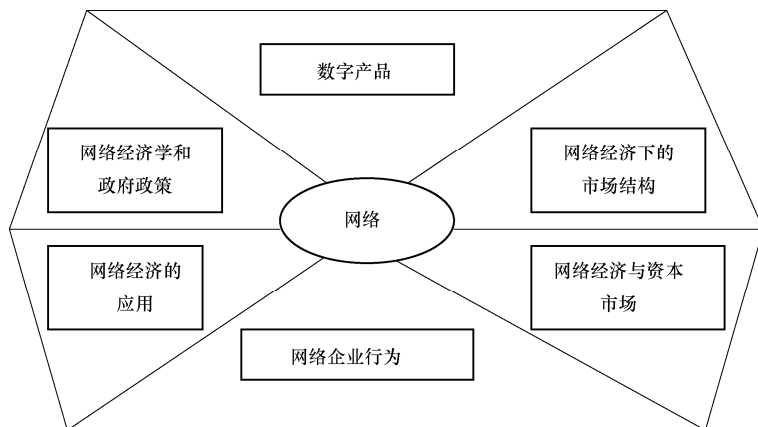 数字产品
网络经济学和
政府政策
网络经济下的
市场结构
网络
网络经济的
应用
网络经济与资本
市场
网络企业行为